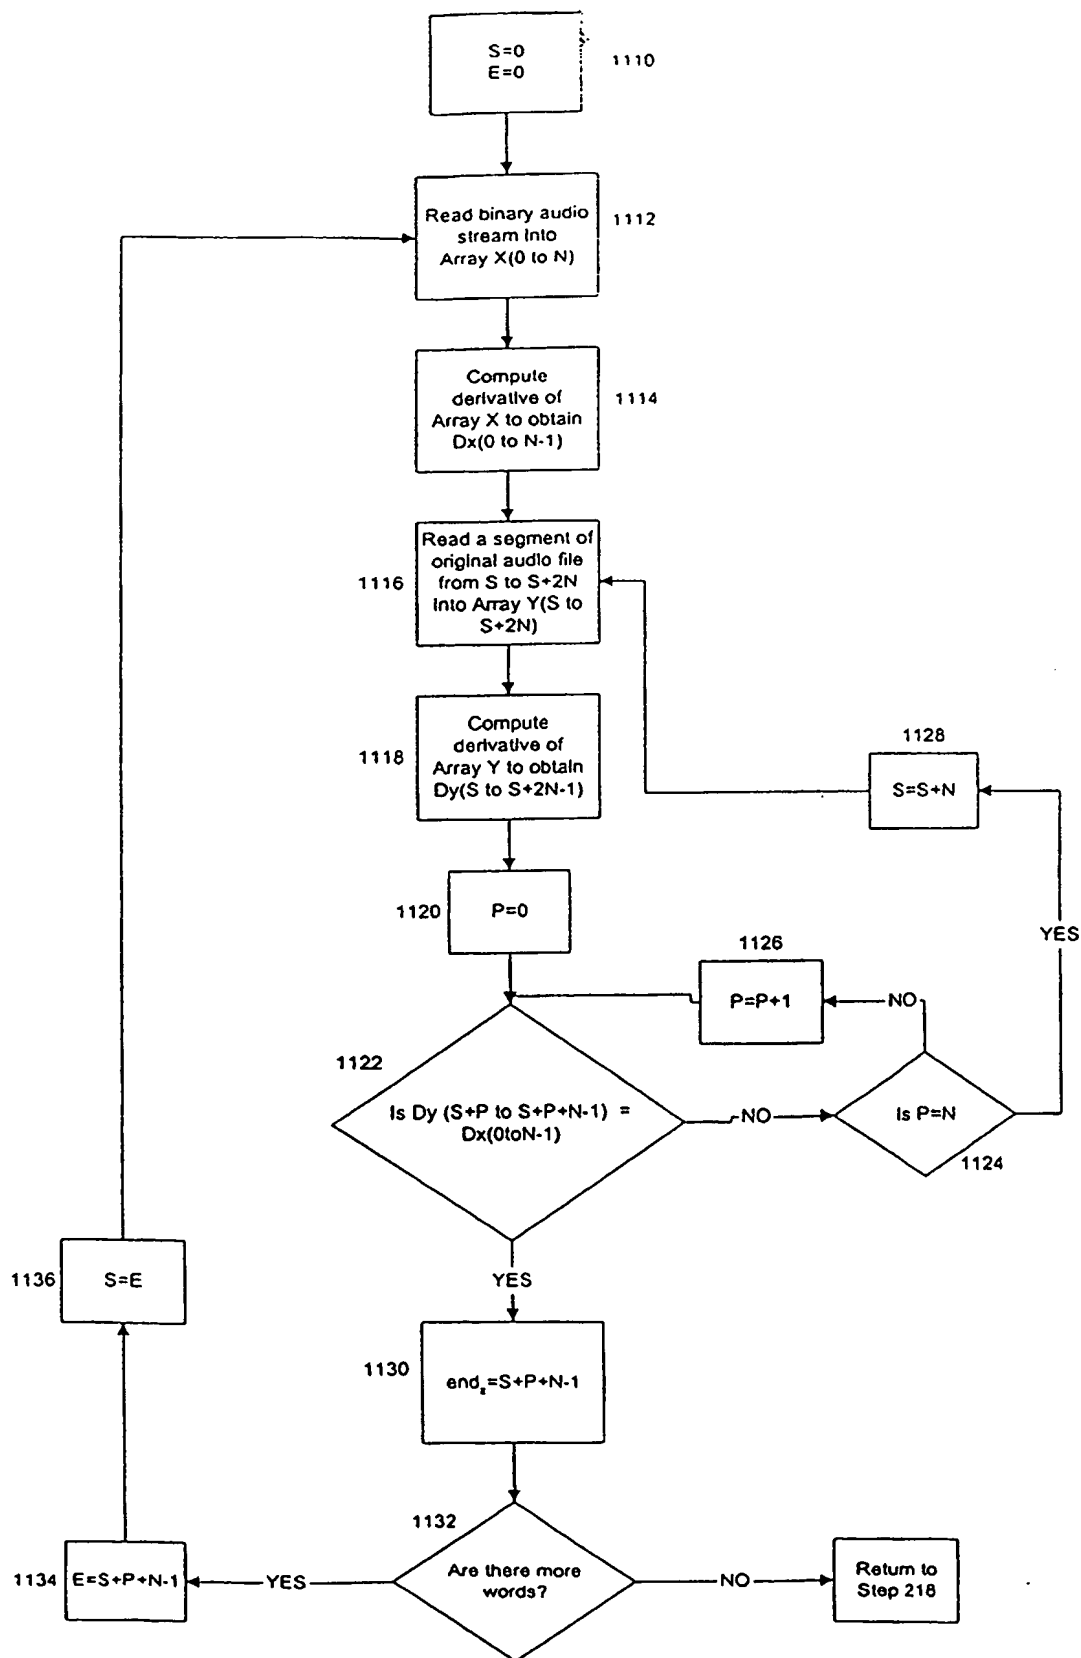 S=0
E=0
1110
Read binary audio
stream into
Array X(0 to N)
1112
Compute
derivative of
Array X to obtain
Dx(0 to N-1)
1114
Read a segment of
original audio file
from S to S+2N
Into Array Y(S to
S+2N)
1116
Compute
derivative of
Array Y to obtain
Dy(S to S+2N-1)
1118
1128
S=S+N
P=0
1120
YES
1126
P=P+1
NO
1122
Is Dy (S+P to S+P+N-1) =
Dx(0toN-1)
NO
Is P=N
1124
1136
S=E
YES
1130
endz=S+P+N-1
1132
Are there more
words?
1134
E=S+P+N-1
YES
NO
Return to
Step 218